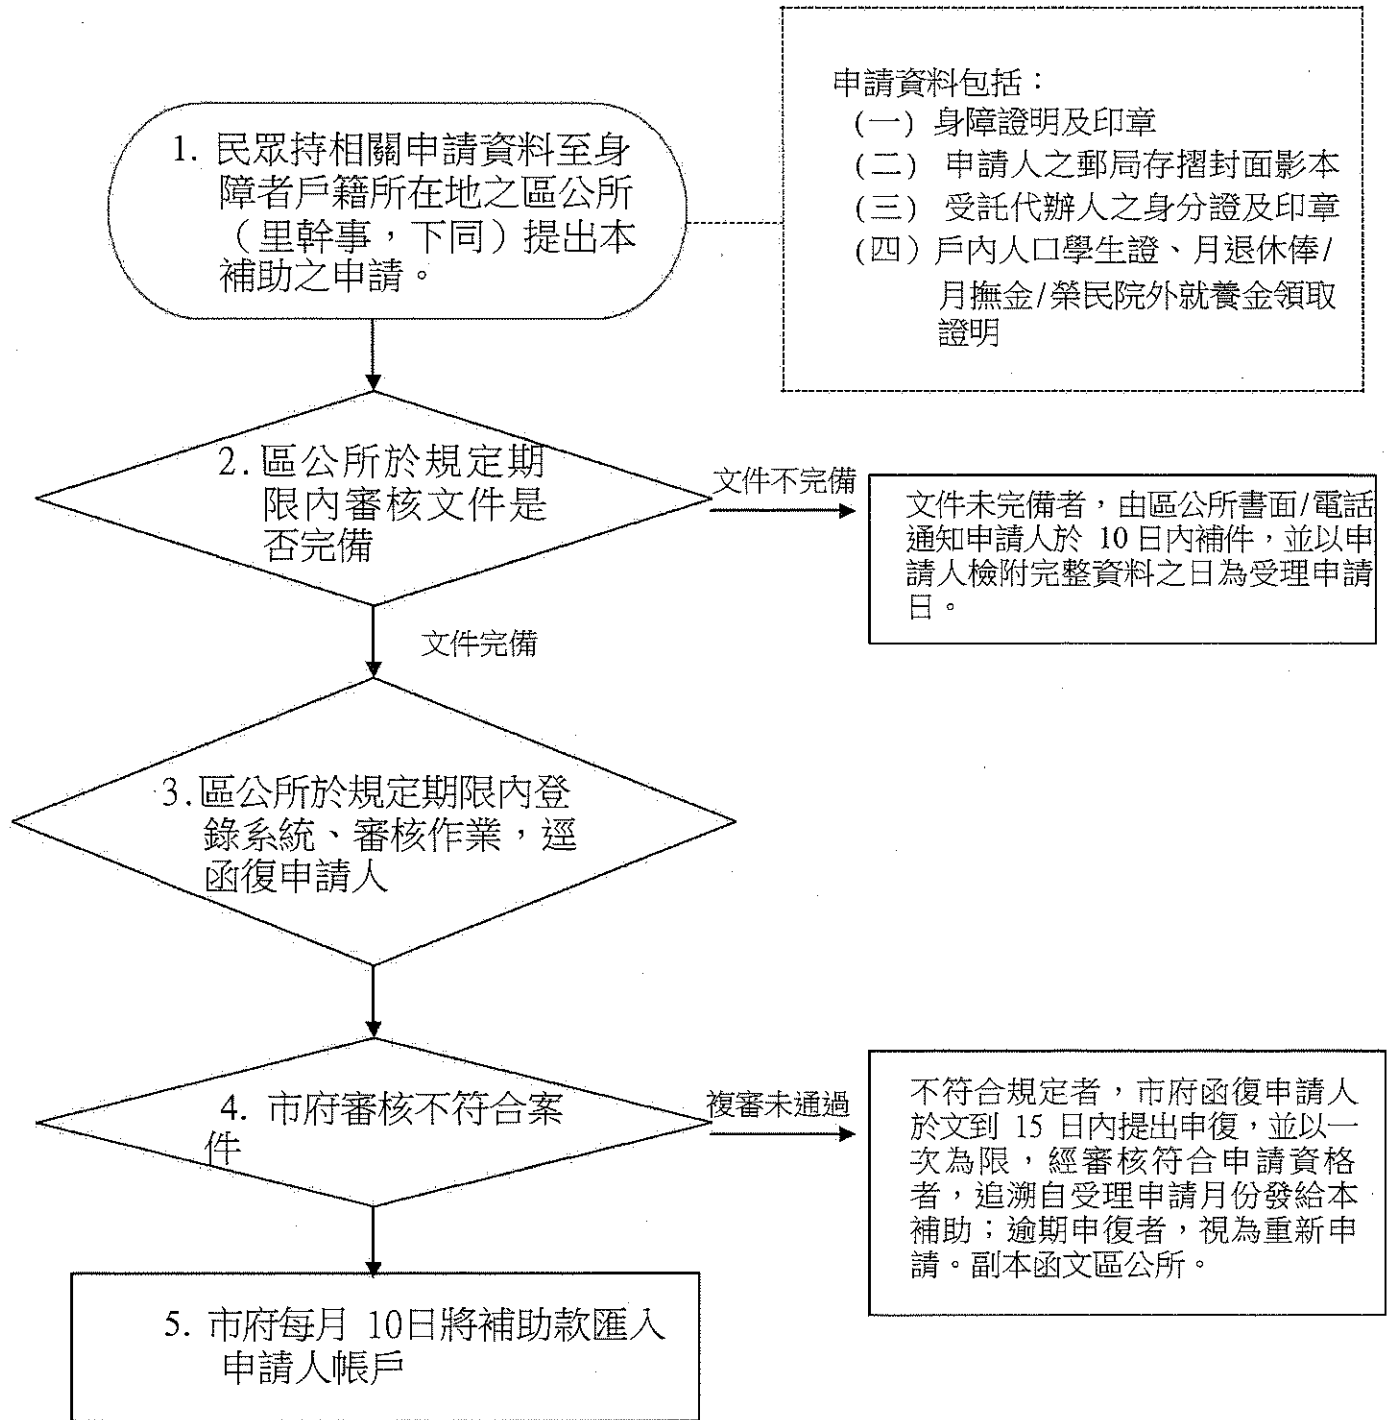 申請資料包括：
(一) 身障證明及印章
(二) 申請人之郵局存摺封面影本
(三) 受託代辦人之身分證及印章
(四) 戶內人口學生證、月退休俸/
月撫金/榮民院外就養金領取
證明
1. 民眾持相關申請資料至身
障者戶籍所在地之區公所
（里幹事，下同）提出本
補助之申請。
2. 區公所於規定期
限內審核文件是
否完備
文件不完備
文件未完備者，由區公所書面/電話
通知申請人於 10 日內補件，並以申
請人檢附完整資料之日為受理申請
日。
文件完備
3. 區公所於規定期限內登
錄系統、審核作業，逕
函復申請人
4. 市府審核不符合案
件
複審未通過
不符合規定者，市府函復申請人
於文到 15 日內提出申復，並以一
次為限，經審核符合申請資格
者，追溯自受理申請月份發給本
補助；逾期申復者，視為重新申
請。副本函文區公所。
5. 市府每月 10日將補助款匯入
申請人帳戶